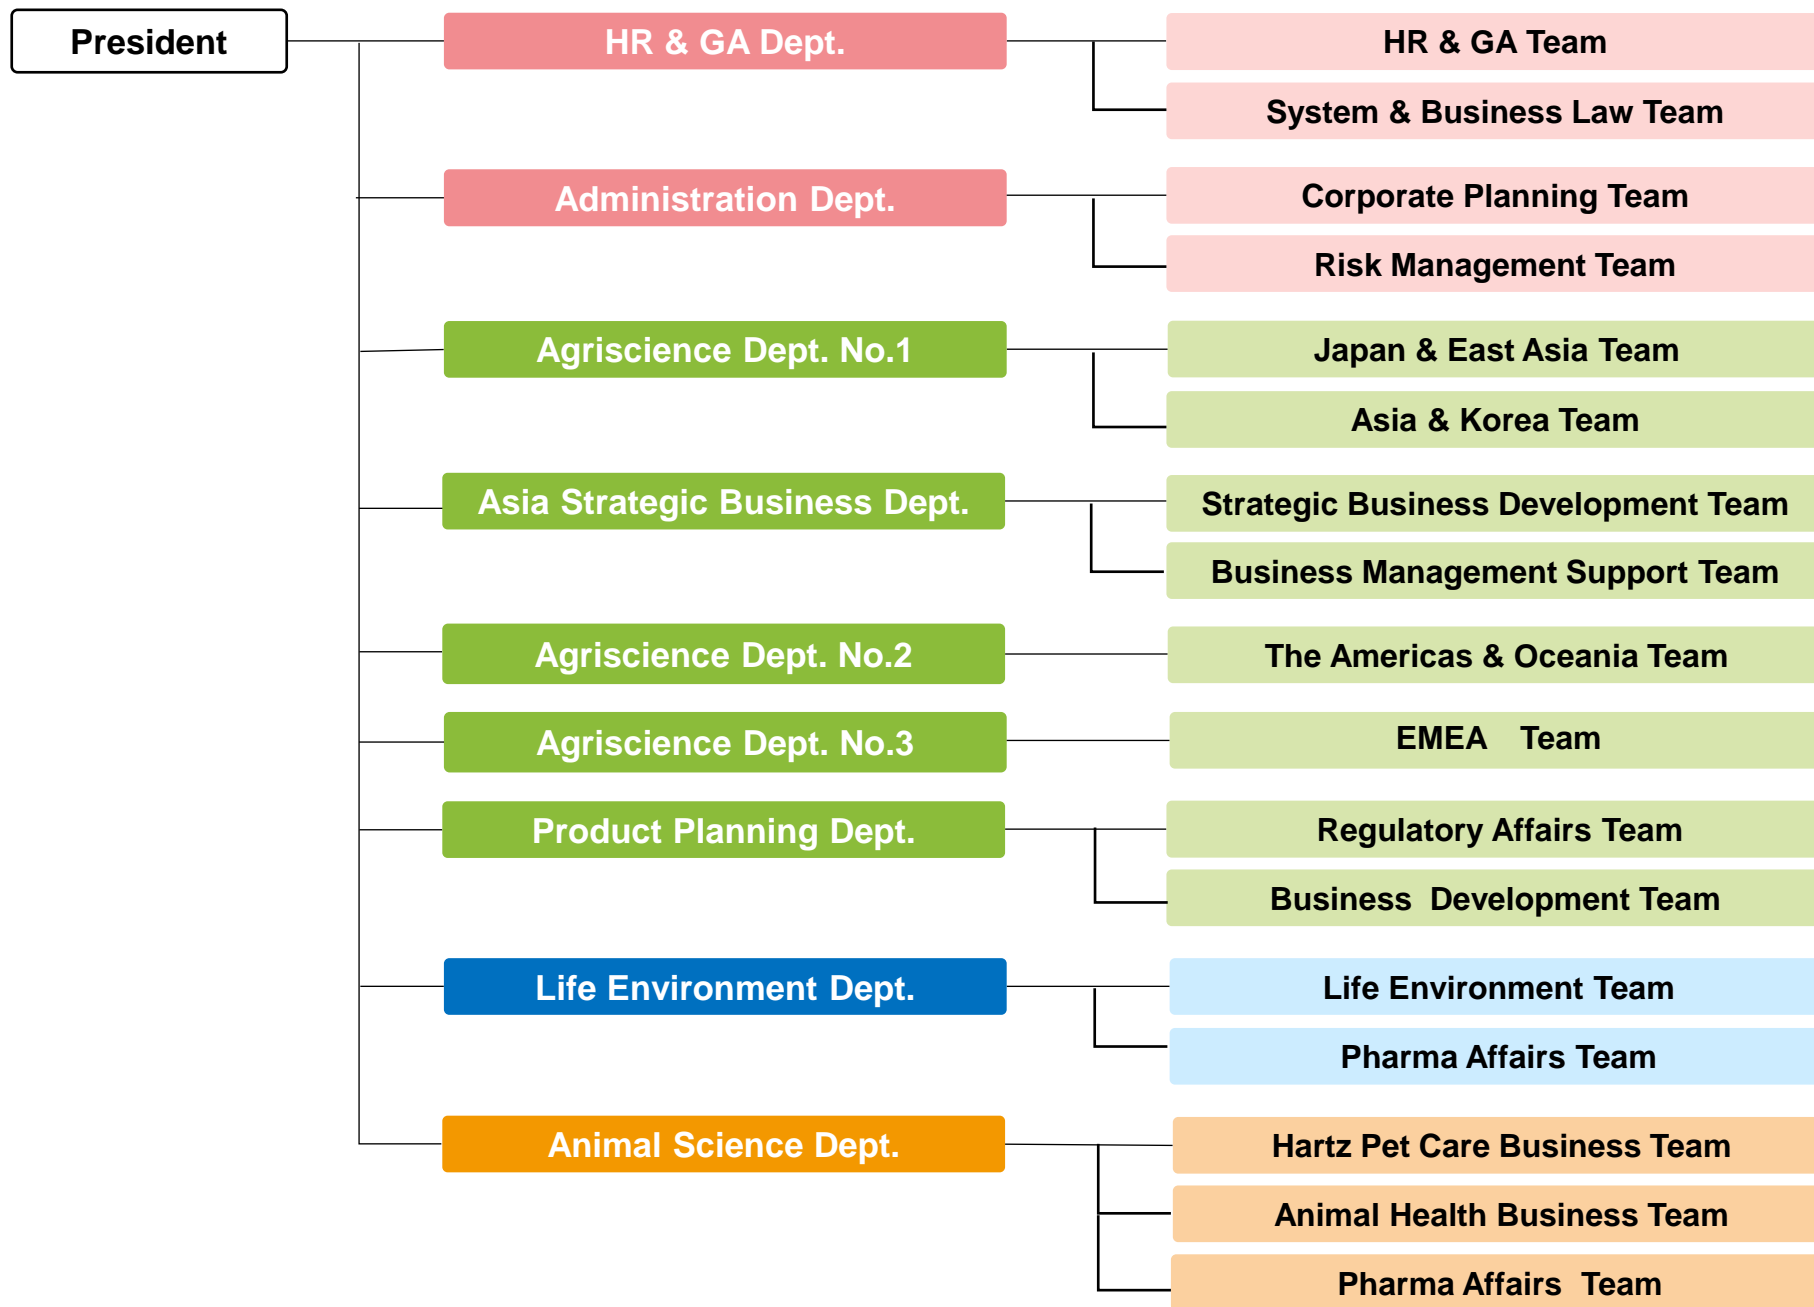 President
HR & GA Dept.
HR & GA Team
System & Business Law Team
Administration Dept.
Corporate Planning Team
Risk Management Team
Agriscience Dept. No.1
Japan & East Asia Team
Asia & Korea Team
Asia Strategic Business Dept.
Strategic Business Development Team
Business Management Support Team
Agriscience Dept. No.2
The Americas & Oceania Team
Agriscience Dept. No.3
EMEA Team
Product Planning Dept.
Regulatory Affairs Team
Business Development Team
Life Environment Dept.
Life Environment Team
Pharma Affairs Team
Animal Science Dept.
Hartz Pet Care Business Team
Animal Health Business Team
Pharma Affairs Team